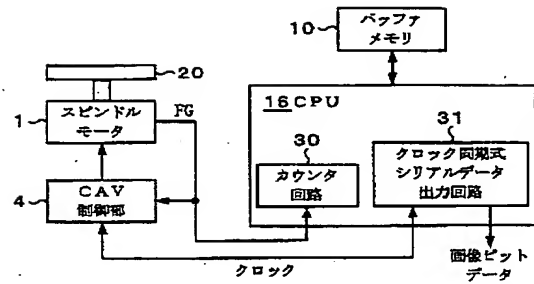 10
バッファ
メモリ
20
1
スピンドル
モータ
FG
16 CPU
30
カウンタ
回路
31
クロック同期式
シリアルデータ
出力回路
4
CAV
制御部
クロック
画像ビット
データ